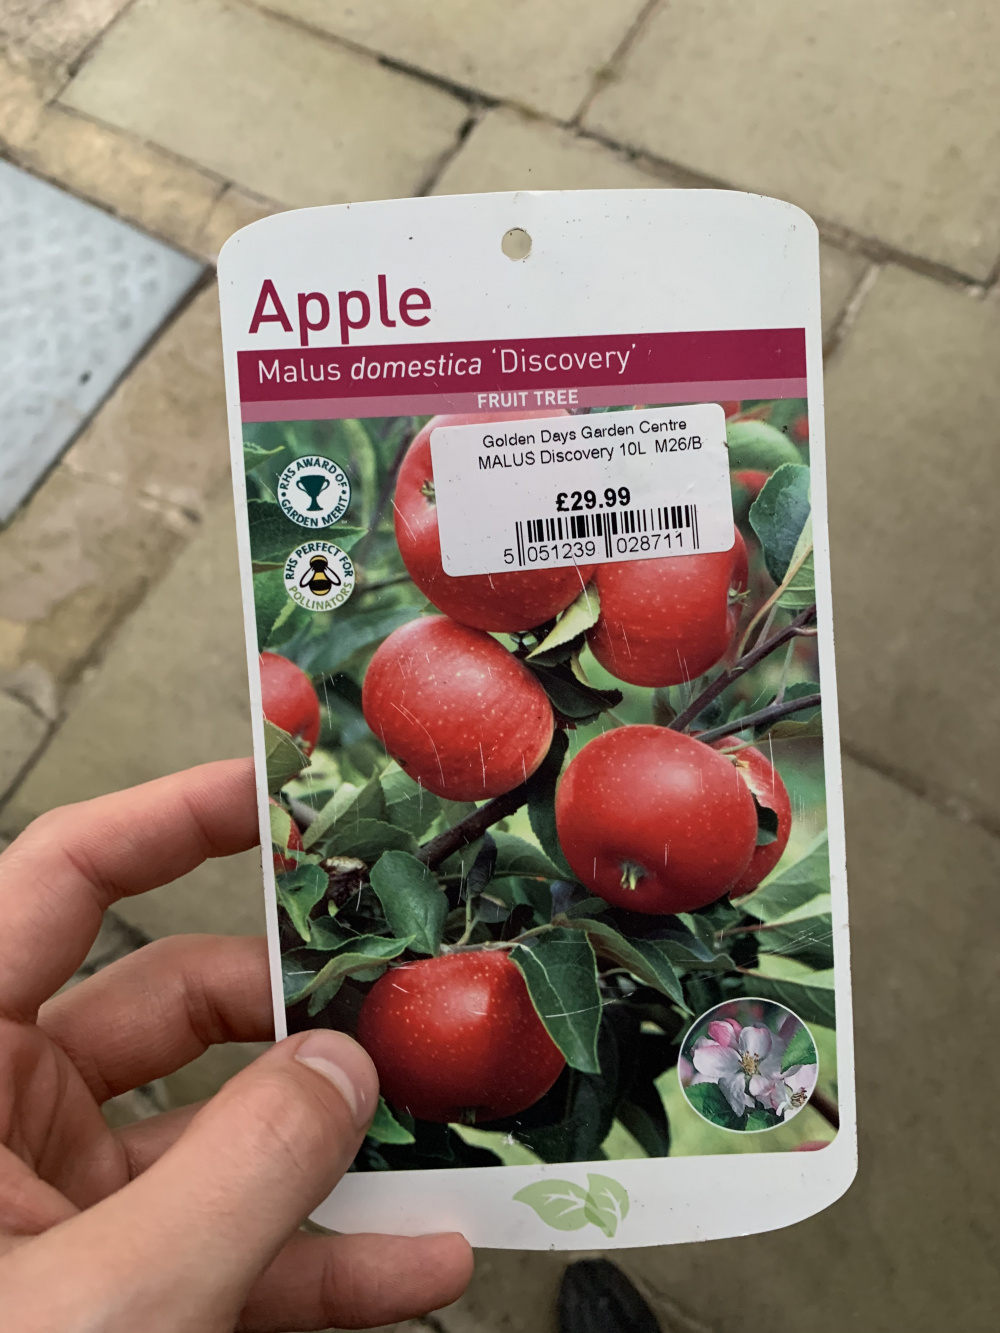 Apple
Malus domestica ‘Discovery’
FRUIT TREE
Golden Days Garden Centre
MALUS Discovery 10L M26/B
£29.99
5 051239 028711
RHS AWARD OF
GARDEN MERIT
RHS PERFECT FOR
POLLINATORS